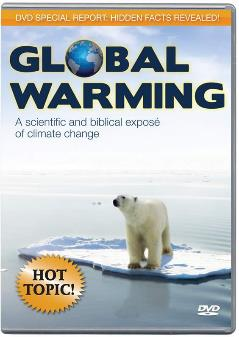 DVD SPECIAL REPORT: HIDDEN FACTS REVEALED!
GLOBAL
WARMING
A scientific and biblical exposé
of climate change
HOT
TOPIC!
DVD